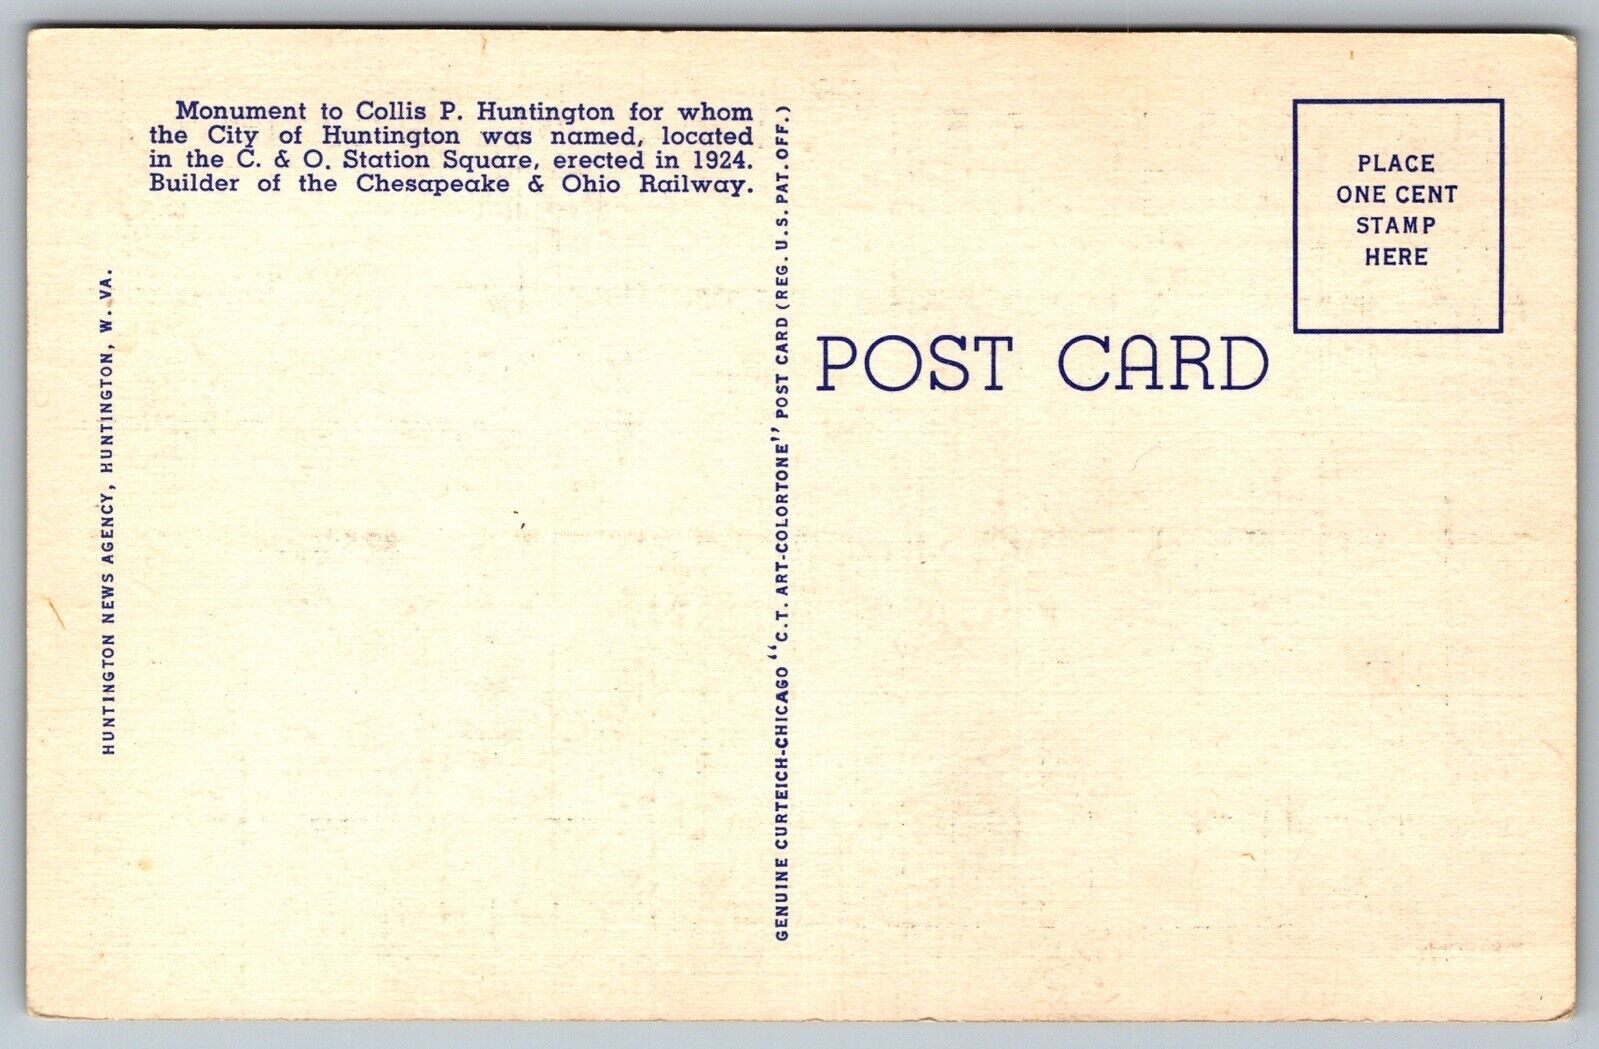 Monument to Collis P. Huntington for whom
the City of Huntington was named, located
in the C. & O. Station Square, erected in 1924.
Builder of the Chesapeake & Ohio Railway.
HUNTINGTON NEWS AGENCY, HUNTINGTON, W. VA.
GENUINE CURTEICH-CHICAGO "C.T. ART-COLORTONE" POST CARD (REG. U.S. PAT. OFF.)
POST CARD
PLACE
ONE CENT
STAMP
HERE